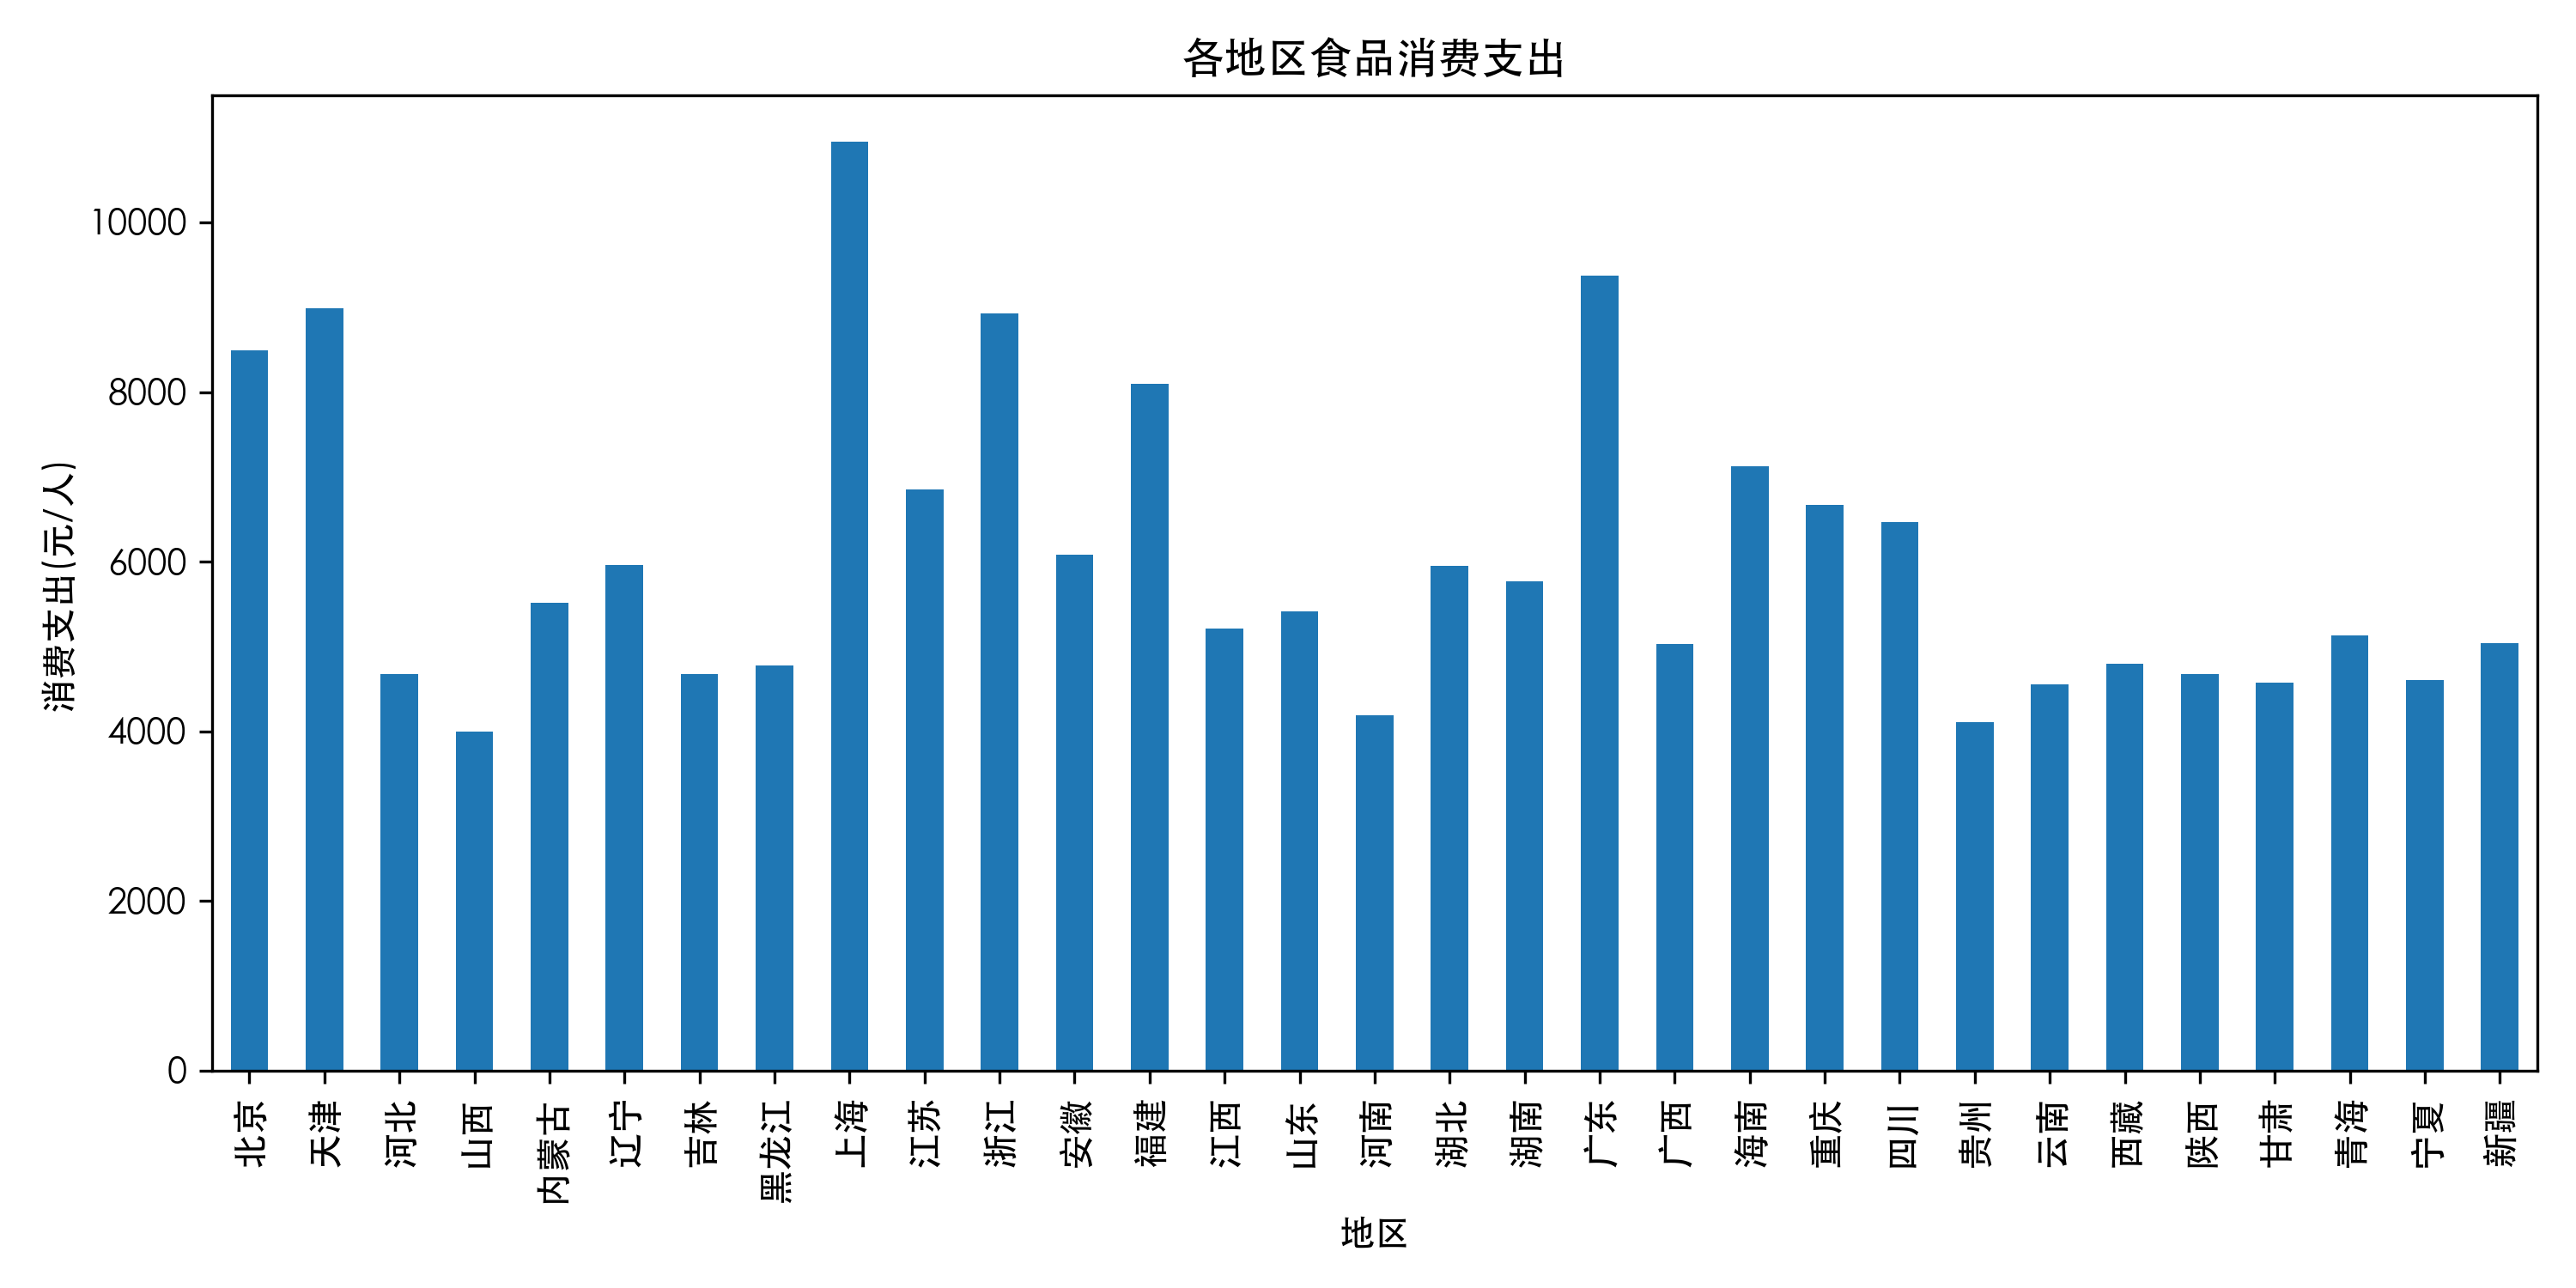 各地区食品消费支出
消费支出(元/人)
10000
8000
6000
4000
2000
0
北京
天津
河北
山西
内蒙古
辽宁
吉林
黑龙江
上海
江苏
浙江
安徽
福建
江西
山东
河南
湖北
湖南
广东
广西
海南
重庆
四川
贵州
云南
西藏
陕西
甘肃
青海
宁夏
新疆
地区